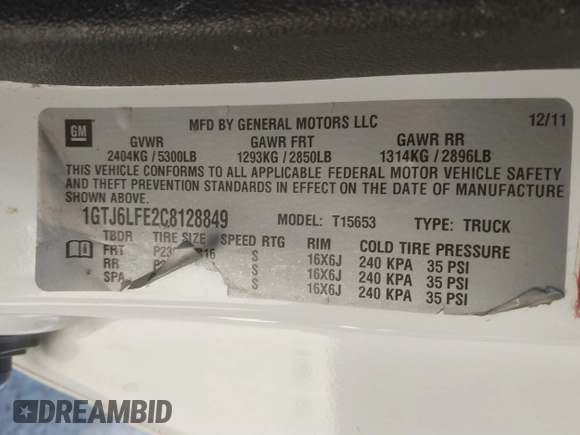 GM
12/11
MFD BY GENERAL MOTORS LLC
GVWR GAWR FRT GAWR RR
2404KG / 5300LB 1293KG / 2850LB 1314KG / 2896LB
THIS VEHICLE CONFORMS TO ALL APPLICABLE FEDERAL MOTOR VEHICLE SAFETY
AND THEFT PREVENTION STANDARDS IN EFFECT ON THE DATE OF MANUFACTURE
SHOWN ABOVE.
1GTJ6LFE2C8128849 MODEL: T15653 TYPE: TRUCK
TBDR TIRE SIZE SPEED RTG RIM COLD TIRE PRESSURE
FRT S 16X6J 240 KPA 35 PSI
RR S 16X6J 240 KPA 35 PSI
SPA S 16X6J 240 KPA 35 PSI
DREAMBID